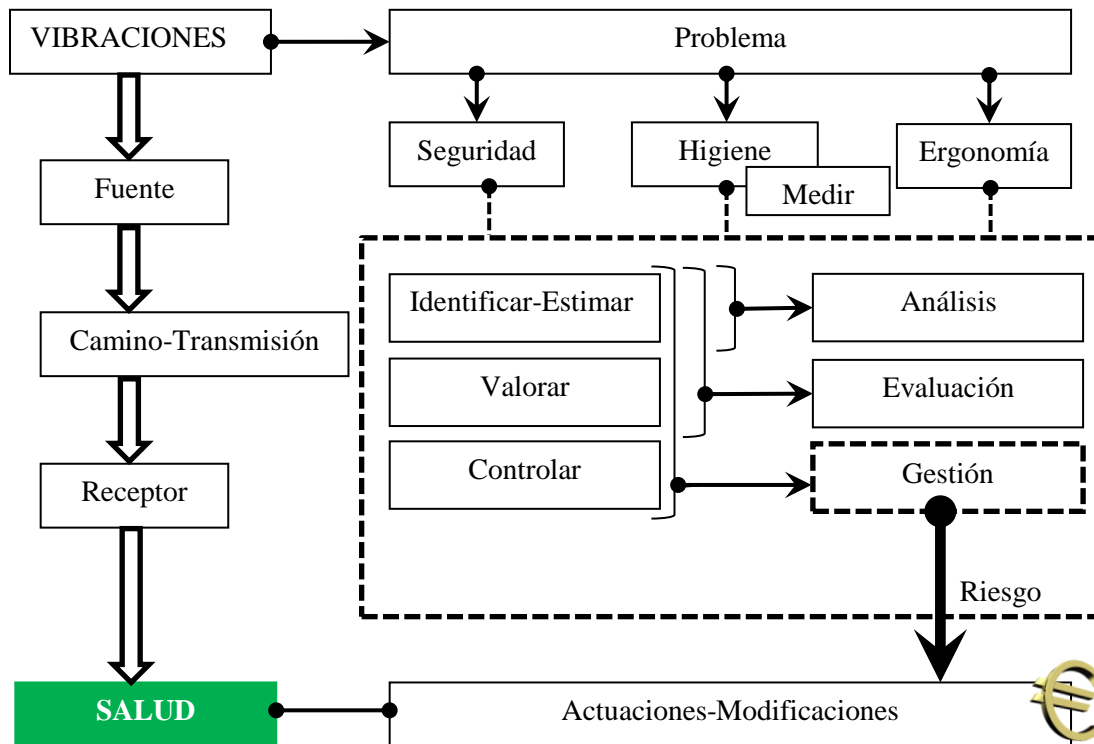 VIBRACIONES
Problema
Seguridad
Higiene
Ergonomía
Medir
Fuente
Camino-Transmisión
Receptor
Identificar-Estimar
Análisis
Valorar
Evaluación
Controlar
Gestión
Riesgo
SALUD
Actuaciones-Modificaciones
€